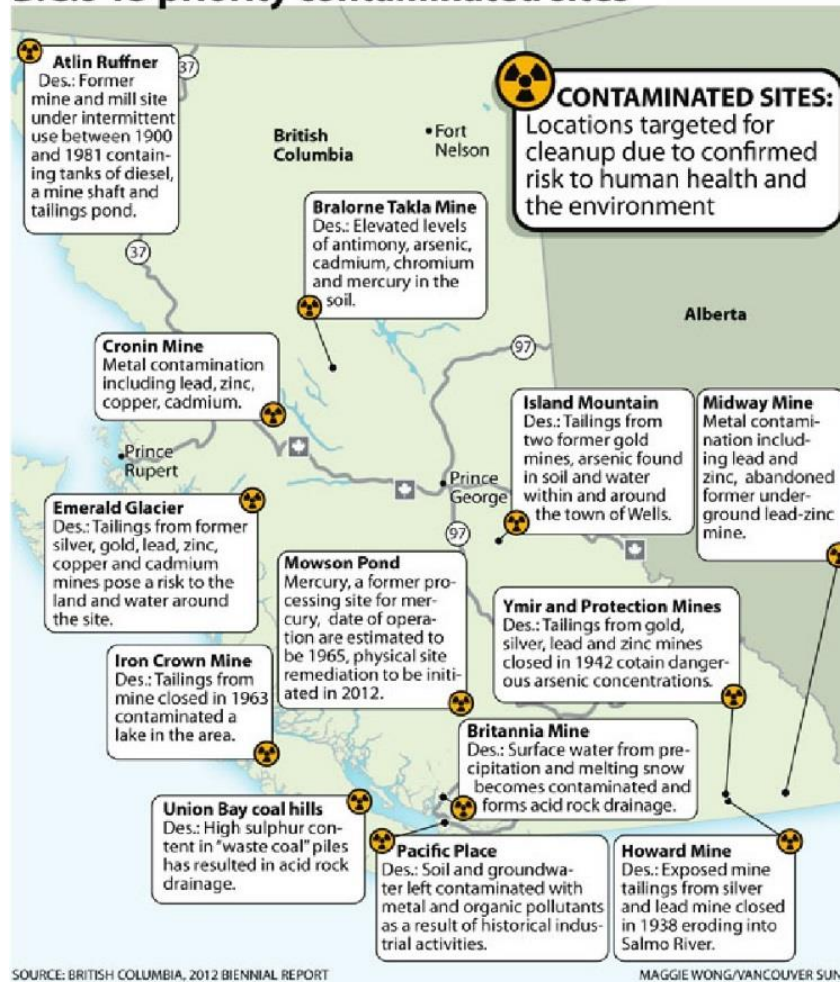 Atlin Ruffner
Des.: Former
mine and mill site
under intermittent
use between 1900
and 1981 contain-
ing tanks of diesel,
a mine shaft and
tailings pond.
37
British
Columbia
Fort
Nelson
CONTAMINATED SITES:
Locations targeted for
cleanup due to confirmed
risk to human health and
the environment
Bralorne Takla Mine
Des.: Elevated levels
of antimony, arsenic,
cadmium, chromium
and mercury in the
soil.
37
Alberta
Cronin Mine
Metal contamination
including lead, zinc,
copper, cadmium.
97
Prince
Rupert
Prince
George
Island Mountain
Des.: Tailings from
two former gold
mines, arsenic found
in soil and water
within and around
the town of Wells.
Midway Mine
Metal contami-
nation includ-
ing lead and
zinc, abandoned
former under-
ground lead-zinc
mine.
97
Emerald Glacier
Des.: Tailings from former
silver, gold, lead, zinc,
copper and cadmium
mines pose a risk to the
land and water around
the site.
Mowson Pond
Mercury, a former pro-
cessing site for mer-
cury, date of opera-
tion are estimated to
be 1965, physical site
remediation to be initi-
ated in 2012.
Ymir and Protection Mines
Des.: Tailings from gold,
silver, lead and zinc mines
closed in 1942 cotain danger-
ous arsenic concentrations.
Iron Crown Mine
Des.: Tailings from
mine closed in 1963
contaminated a
lake in the area.
Britannia Mine
Des.: Surface water from pre-
cipitation and melting snow
becomes contaminated and
forms acid rock drainage.
Union Bay coal hills
Des.: High sulphur con-
tent in "waste coal" piles
has resulted in acid rock
drainage.
Pacific Place
Des.: Soil and groundwa-
ter left contaminated with
metal and organic pollutants
as a result of historical indus-
trial activities.
Howard Mine
Des.: Exposed mine
tailings from silver
and lead mine closed
in 1938 eroding into
Salmo River.
SOURCE: BRITISH COLUMBIA, 2012 BIENNIAL REPORT
MAGGIE WONG/VANCOUVER SUN